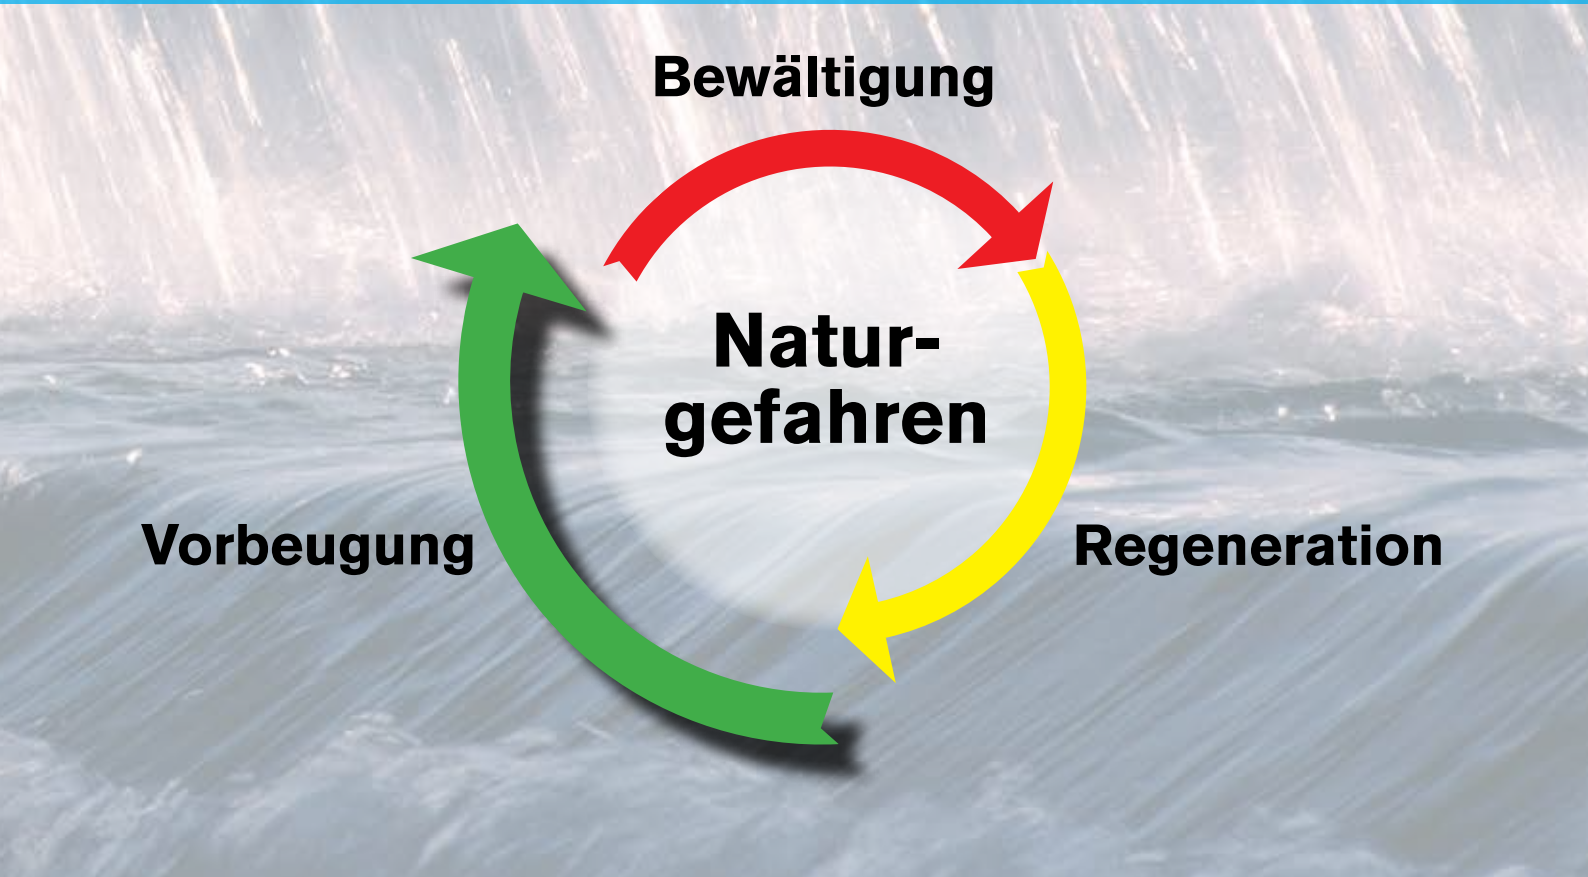 Bewältigung
Natur-
gefahren
Vorbeugung
Regeneration